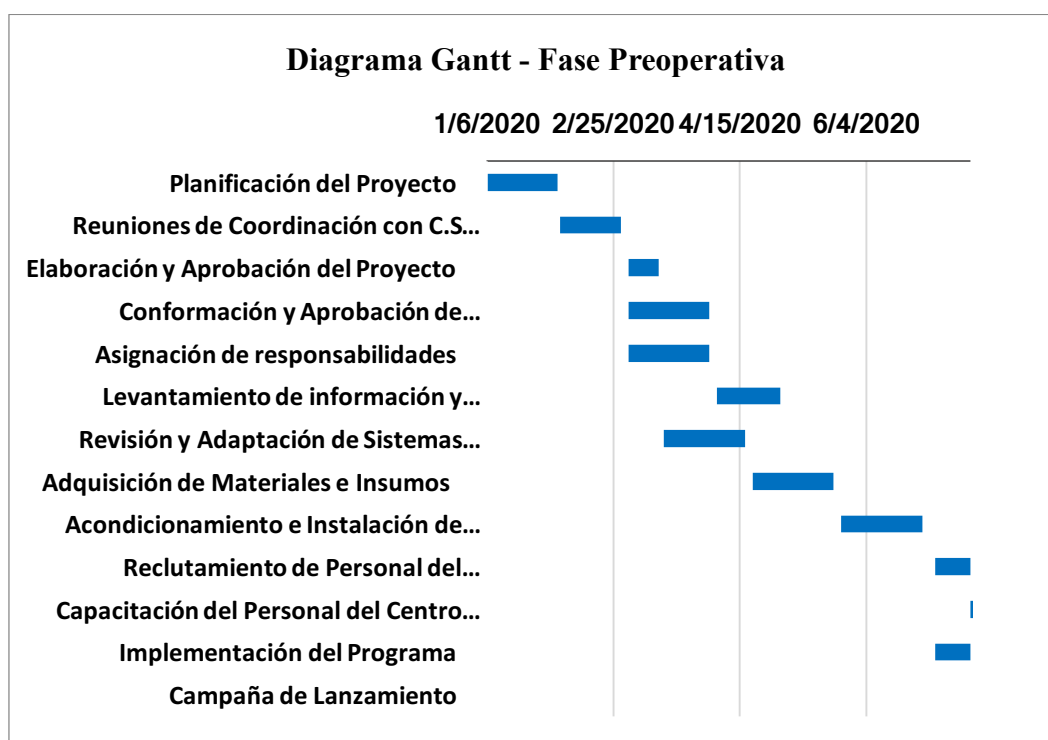 Diagrama Gantt - Fase Preoperativa
1/6/2020 2/25/2020 4/15/2020 6/4/2020
Planificación del Proyecto
Reuniones de Coordinación con C.S...
Elaboración y Aprobación del Proyecto
Conformación y Aprobación de...
Asignación de responsabilidades
Levantamiento de información y...
Revisión y Adaptación de Sistemas...
Adquisición de Materiales e Insumos
Acondicionamiento e Instalación de...
Reclutamiento de Personal del...
Capacitación del Personal del Centro...
Implementación del Programa
Campaña de Lanzamiento